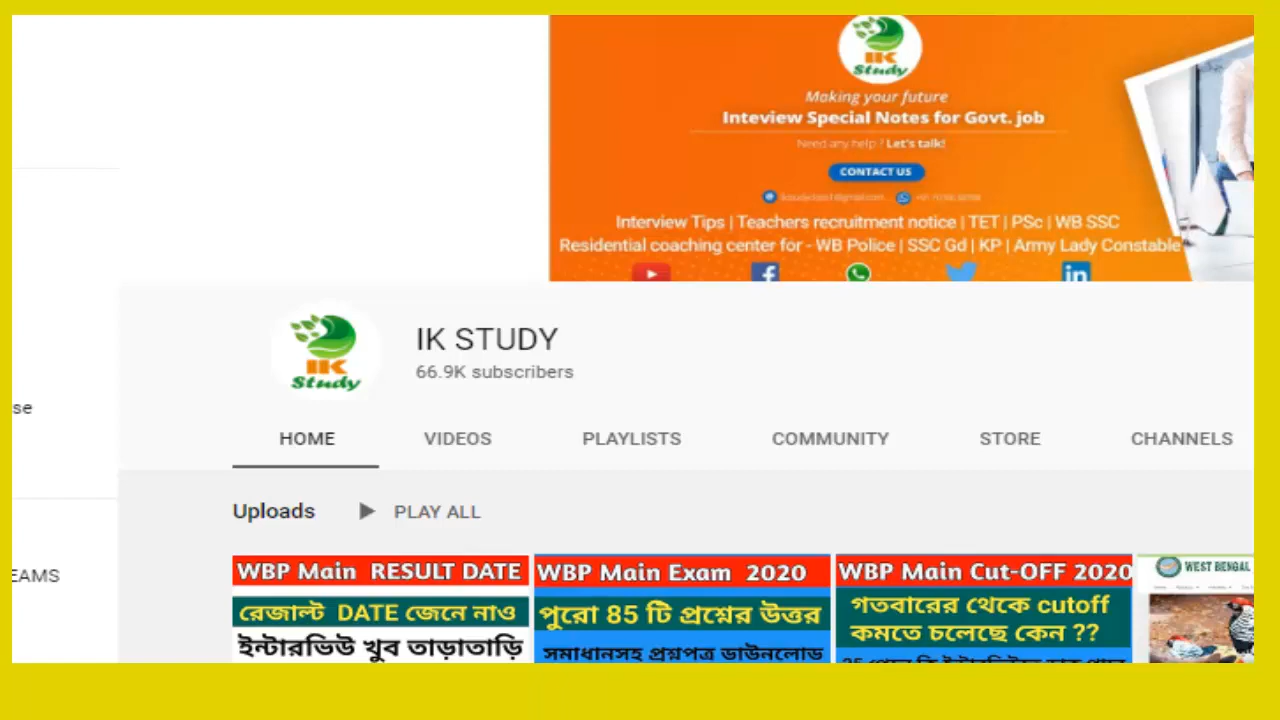 IK
Study
Making your future
Inteview Special Notes for Govt. job
Need any help ? Let's talk!
CONTACT US
Interview Tips | Teachers recruitment notice | TET | PSc | WB SSC
Residential coaching center for - WB Police | SSC Gd | KP | Army Lady Constable
IK
Study
IK STUDY
66.9K subscribers
se
HOME VIDEOS PLAYLISTS COMMUNITY STORE CHANNELS
Uploads PLAY ALL
EAMS
WBP Main RESULT DATE
রেজাল্ট DATE জেনে নাও
ইন্টারভিউ খুব তাড়াতাড়ি
WBP Main Exam 2020
পুরো 85 টি প্রশ্নের উত্তর
সমাধানসহ প্রশ্নপত্র ডাউনলোড
WBP Main Cut-OFF 2020
গতবারের থেকে cutoff
কমতে চলেছে কেন ??
WEST BENGAL